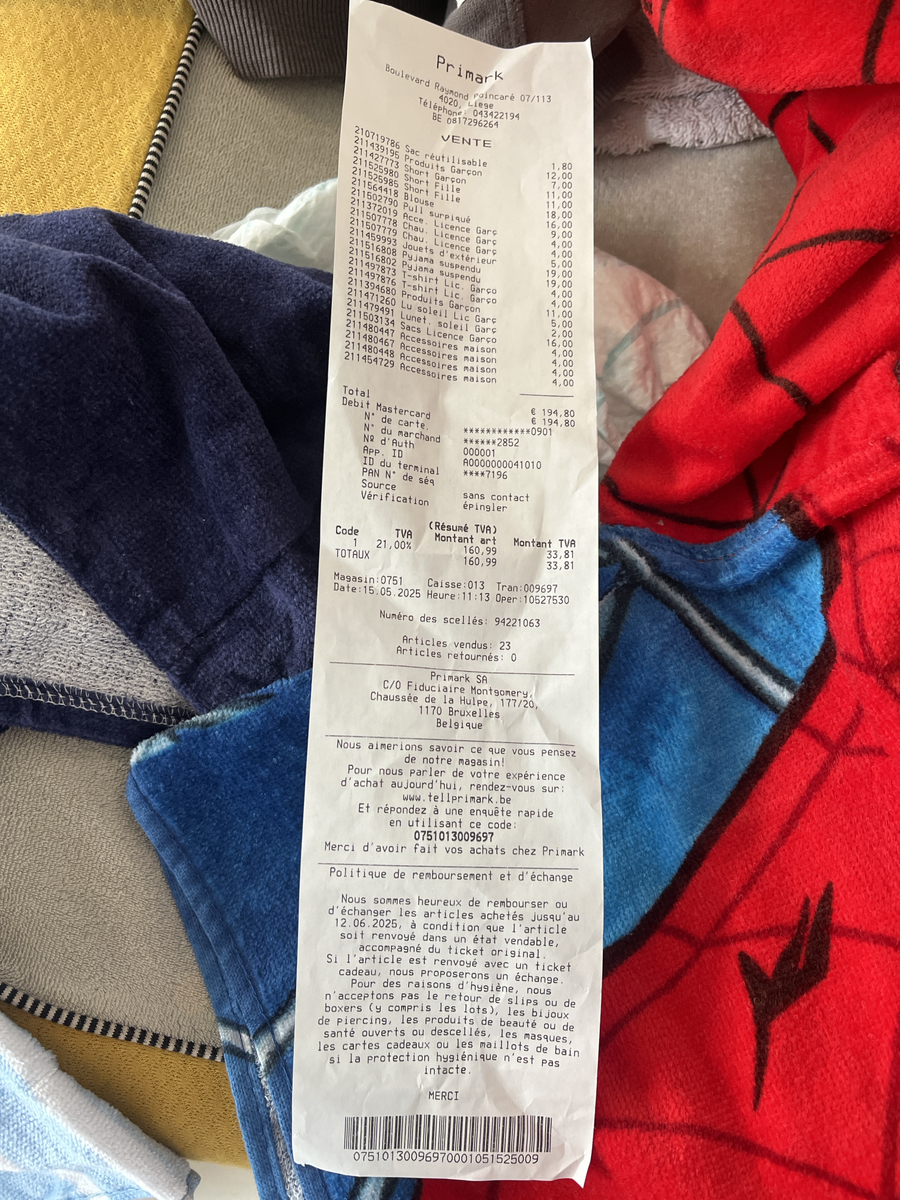 Primark
Boulevard Raymond Poincaré 07/113
4020, Liege
Téléphone: 043422194
BE 0817296264
VENTE
210719786 Sac réutilisable 1,80
211439195 Produits Garçon 12,00
211427773 Short Garçon 7,00
211525980 Short Fille 11,00
211525985 Short Fille 11,00
211564418 Blouse 18,00
211502790 Pull surpiqué 16,00
211372019 Acce. Licence Garç 9,00
211507778 Chau. Licence Garç 4,00
211507779 Chau. Licence Garç 4,00
211459993 Jouets d'extérieur 5,00
211516808 Pyjama suspendu 19,00
211516802 Pyjama suspendu 19,00
211497873 T-shirt Lic. Garço 4,00
211497876 T-shirt Lic. Garço 4,00
211394680 Produits Garçon 11,00
211471260 Lu soleil Lic Garç 5,00
211479491 Lunet. soleil Garç 2,00
211503134 Sacs Licence Garço 16,00
211480447 Accessoires maison 4,00
211480467 Accessoires maison 4,00
211480448 Accessoires maison 4,00
211454729 Accessoires maison 4,00
Total € 194,80
Debit Mastercard € 194,80
N° de carte. ************0901
N° du marchand ******2852
Nº d'Auth 000001
App. ID A0000000041010
ID du terminal ****7196
PAN N° de séq
Source sans contact
Vérification épingler
(Résumé TVA)
Code TVA Montant art Montant TVA
1 21,00% 160,99 33,81
TOTAUX 160,99 33,81
Magasin:0751 Caisse:013 Tran:009697
Date:15.05.2025 Heure:11:13 Oper:10527530
Numéro des scellés: 94221063
Articles vendus: 23
Articles retournés: 0
Primark SA
C/O Fiduciaire Montgomery,
Chaussée de la Hulpe, 177/20,
1170 Bruxelles
Belgique
Nous aimerions savoir ce que vous pensez
de notre magasin!
Pour nous parler de votre expérience
d'achat aujourd'hui, rendez-vous sur:
www.tellprimark.be
Et répondez à une enquête rapide
en utilisant ce code:
0751013009697
Merci d'avoir fait vos achats chez Primark
Politique de remboursement et d'échange
Nous sommes heureux de rembourser ou
d'échanger les articles achetés jusqu'au
12.06.2025, à condition que l'article
soit renvoyé dans un état vendable,
accompagné du ticket original.
Si l'article est renvoyé avec un ticket
cadeau, nous proposerons un échange.
Pour des raisons d'hygiène, nous
n'acceptons pas le retour de slips ou de
boxers (y compris les lots), les bijoux
de piercing, les produits de beauté ou de
santé ouverts ou descellés, les masques,
les cartes cadeaux ou les maillots de bain
si la protection hygiénique n'est pas
intacte.
MERCI
07510130096970001051525009